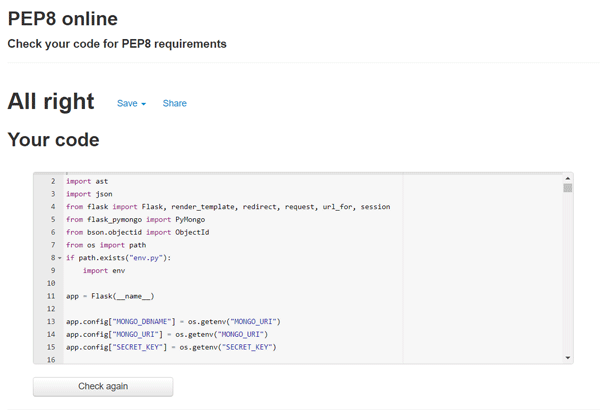 PEP8 online
Check your code for PEP8 requirements
All right Save Share
Your code
2 import ast
3 import json
4 from flask import Flask, render_template, redirect, request, url_for, session
5 from flask_pymongo import PyMongo
6 from bson.objectid import ObjectId
7 from os import path
8 if path.exists("env.py"):
9     import env
10
11 app = Flask(__name__)
12
13 app.config["MONGO_DBNAME"] = os.getenv("MONGO_URI")
14 app.config["MONGO_URI"] = os.getenv("MONGO_URI")
15 app.config["SECRET_KEY"] = os.getenv("SECRET_KEY")
16
Check again